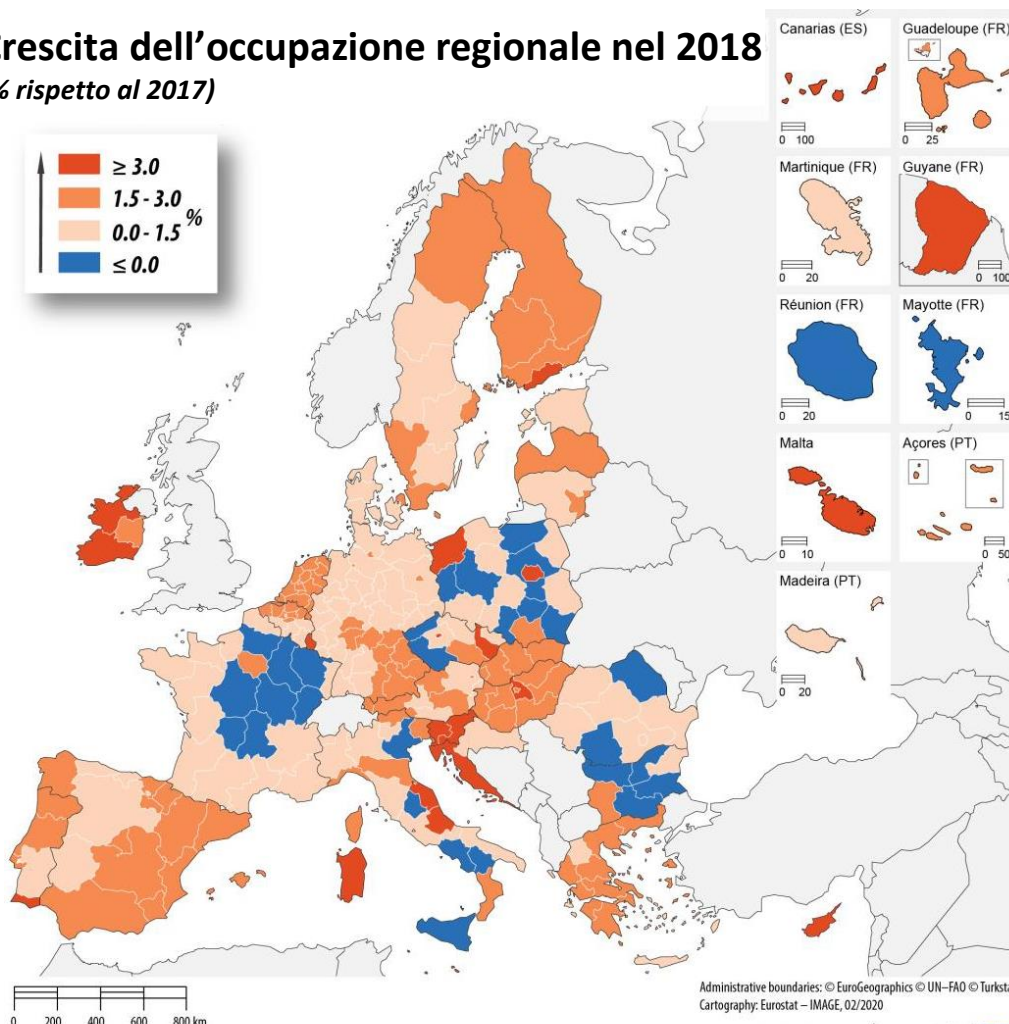 rescita dell'occupazione regionale nel 2018
% rispetto al 2017)
≥ 3.0
1.5 - 3.0
0.0 - 1.5
≤ 0.0
%
Canarias (ES)
0 100
Guadeloupe (FR)
0 25
Martinique (FR)
0 20
Guyane (FR)
0 100
Réunion (FR)
0 20
Mayotte (FR)
0 15
Malta
0 10
Açores (PT)
0 50
Madeira (PT)
0 20
Administrative boundaries: © EuroGeographics © UN–FAO © Turksta
Cartography: Eurostat – IMAGE, 02/2020
0 200 400 600 800 km